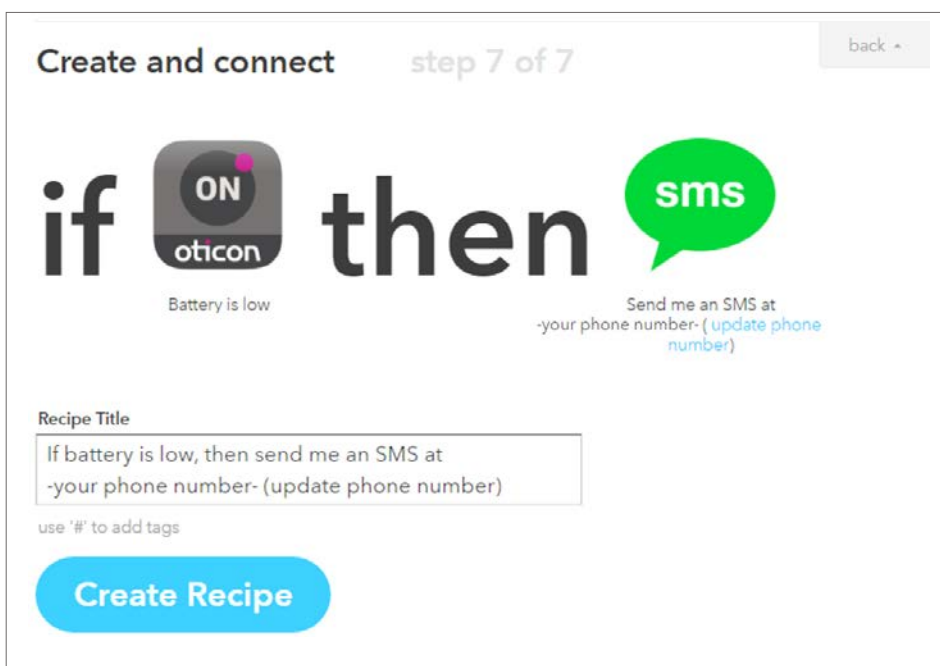 Create and connect step 7 of 7 back
if ON oticon then sms
Battery is low
Send me an SMS at
-your phone number- ( update phone
number)
Recipe Title
If battery is low, then send me an SMS at
-your phone number- (update phone number)
use '#' to add tags
Create Recipe